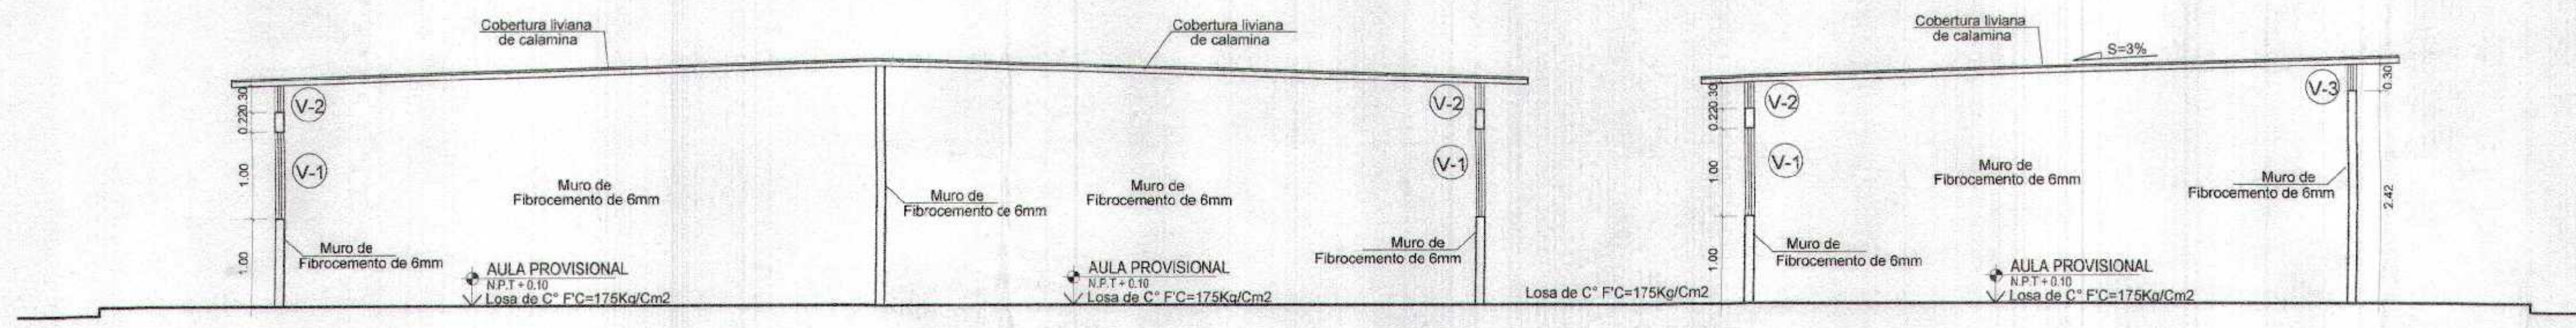 Cobertura liviana
de calamina
Cobertura liviana
de calamina
Cobertura liviana
de calamina
S=3%
0.30
0.22
1.00
1.00
V-2
V-1
Muro de
Fibrocemento de 6mm
Muro de
Fibrocemento de 6mm
AULA PROVISIONAL
N.P.T + 0.10
Losa de C° F'C=175Kg/Cm2
Muro de
Fibrocemento de 6mm
Muro de
Fibrocemento de 6mm
AULA PROVISIONAL
N.P.T + 0.10
Losa de C° F'C=175Kg/Cm2
V-2
V-1
Muro de
Fibrocemento de 6mm
Losa de C° F'C=175Kg/Cm2
0.30
0.22
1.00
1.00
V-2
V-1
Muro de
Fibrocemento de 6mm
Muro de
Fibrocemento de 6mm
AULA PROVISIONAL
N.P.T + 0.10
Losa de C° F'C=175Kg/Cm2
V-3
Muro de
Fibrocemento de 6mm
0.30
2.42